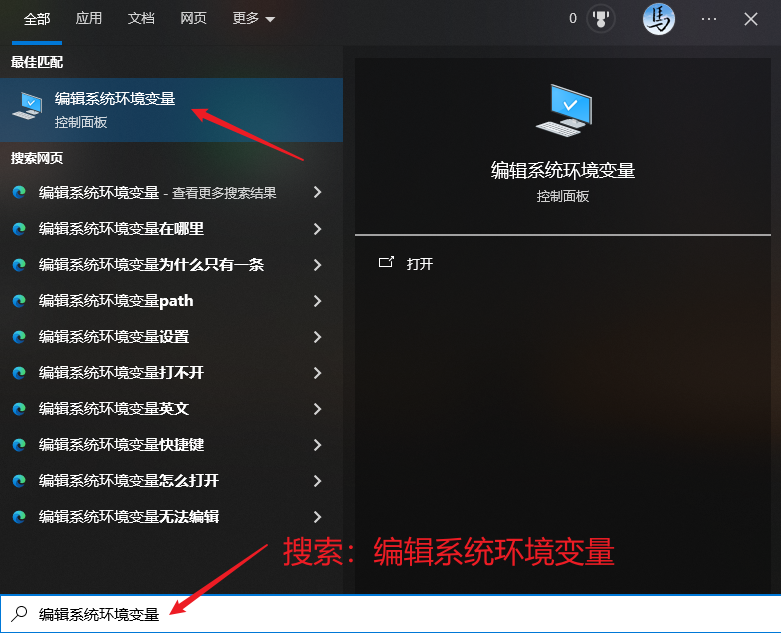 全部 应用 文档 网页 更多 0 馬
最佳匹配
编辑系统环境变量
控制面板
搜索网页
编辑系统环境变量 - 查看更多搜索结果
编辑系统环境变量在哪里
编辑系统环境变量为什么只有一条
编辑系统环境变量path
编辑系统环境变量设置
编辑系统环境变量打不开
编辑系统环境变量英文
编辑系统环境变量快捷键
编辑系统环境变量怎么打开
编辑系统环境变量无法编辑
编辑系统环境变量
控制面板
打开
搜索：编辑系统环境变量
编辑系统环境变量